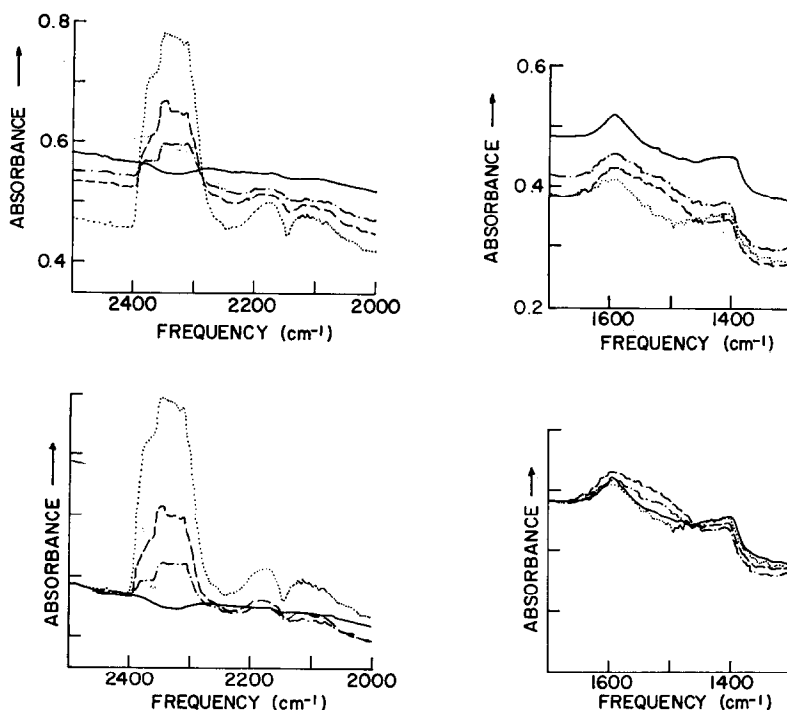 0.8
0.6
0.4
ABSORBANCE
2400 2200 2000
FREQUENCY (cm⁻¹)
0.6
0.4
0.2
ABSORBANCE
1600 1400
FREQUENCY (cm⁻¹)
ABSORBANCE
2400 2200 2000
FREQUENCY (cm⁻¹)
ABSORBANCE
1600 1400
FREQUENCY (cm⁻¹)